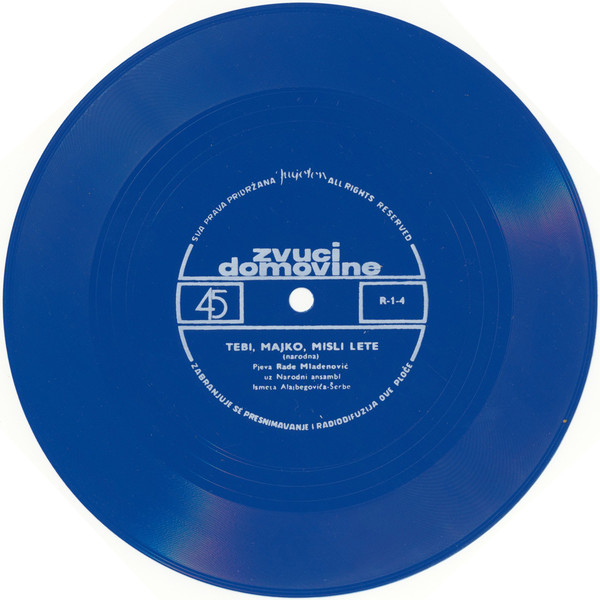 SVA PRAVA PRIDRŽANA Jugoton ALL RIGHTS RESERVED
zvuci
domovine
45
R-1-4
TEBI, MAJKO, MISLI LETE
(narodna)
Pjeva Rade Mladenović
uz Narodni ansambl
Ismeta Alajbegovića-Šerbe
ZABRANJUJE SE PRESNIMAVANJE I RADIODIFUZIJA OVE PLOČE